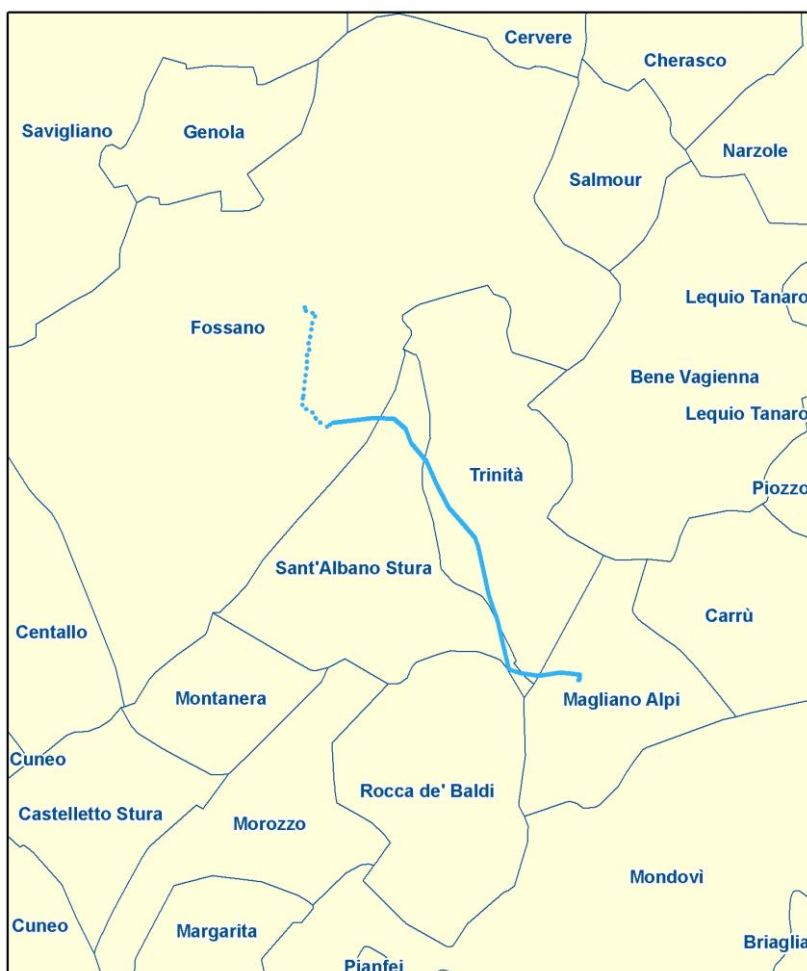 Cervere
Cherasco
Savigliano
Genola
Narzole
Salmour
Lequio Tanaro
Fossano
Bene Vagienna
Lequio Tanaro
Trinità
Piozzo
Sant'Albano Stura
Carrù
Centallo
Montanera
Magliano Alpi
Cuneo
Rocca de' Baldi
Castelletto Stura
Morozzo
Mondovì
Cuneo
Margarita
Briaglia
Pianfei